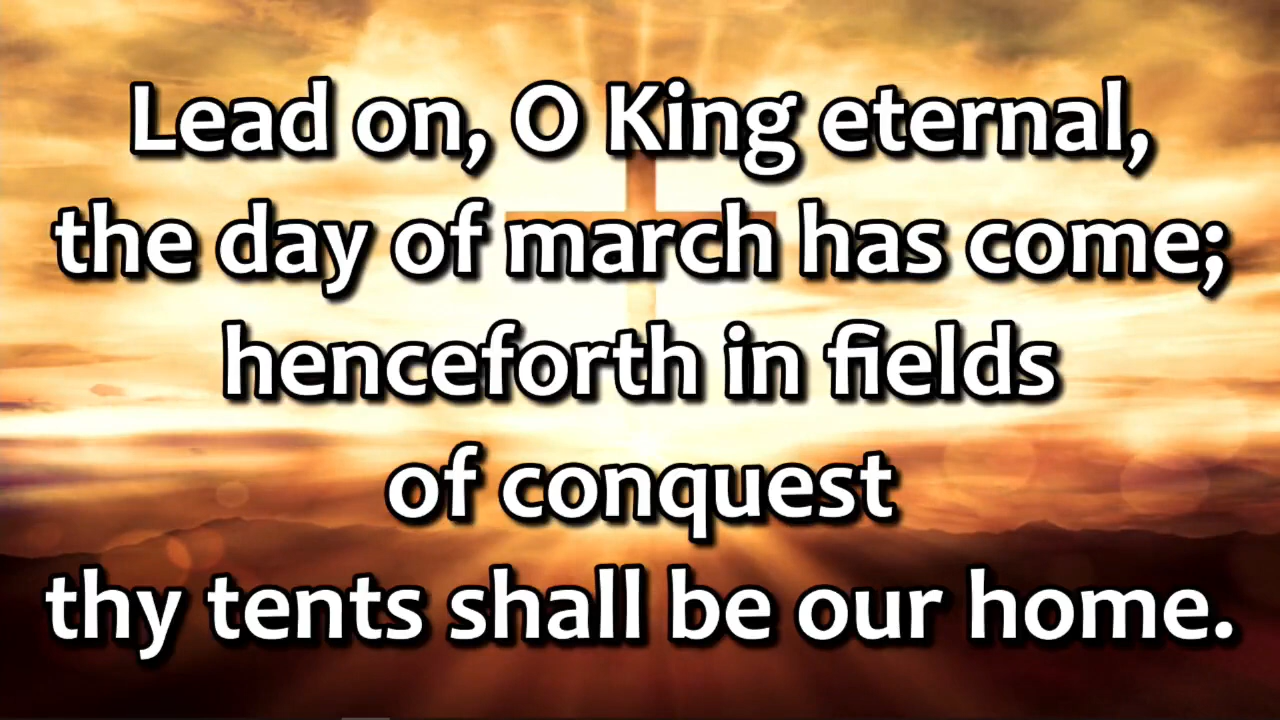 Lead on, O King eternal,
the day of march has come;
henceforth in fields
of conquest
thy tents shall be our home.